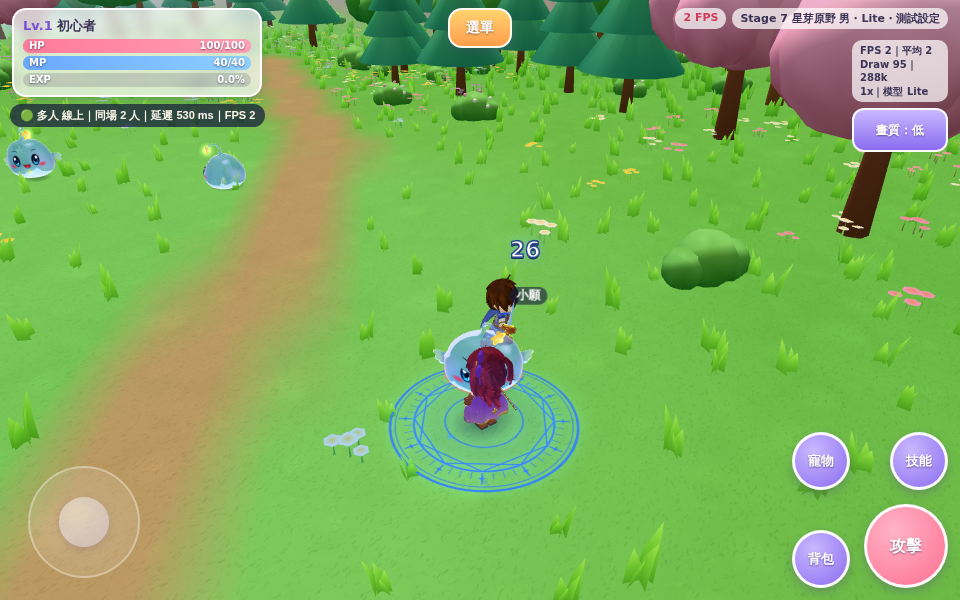 Lv.1 初心者
HP 100/100
MP 40/40
EXP 0.0%
🟢 多人 線上｜同場 2 人｜延遲 530 ms｜FPS 2
選單
2 FPS
Stage 7 星芽原野 男・Lite・測試設定
FPS 2｜平均 2
Draw 95｜
288k
1x｜模型 Lite
畫質：低
26
小願
寵物
技能
背包
攻擊